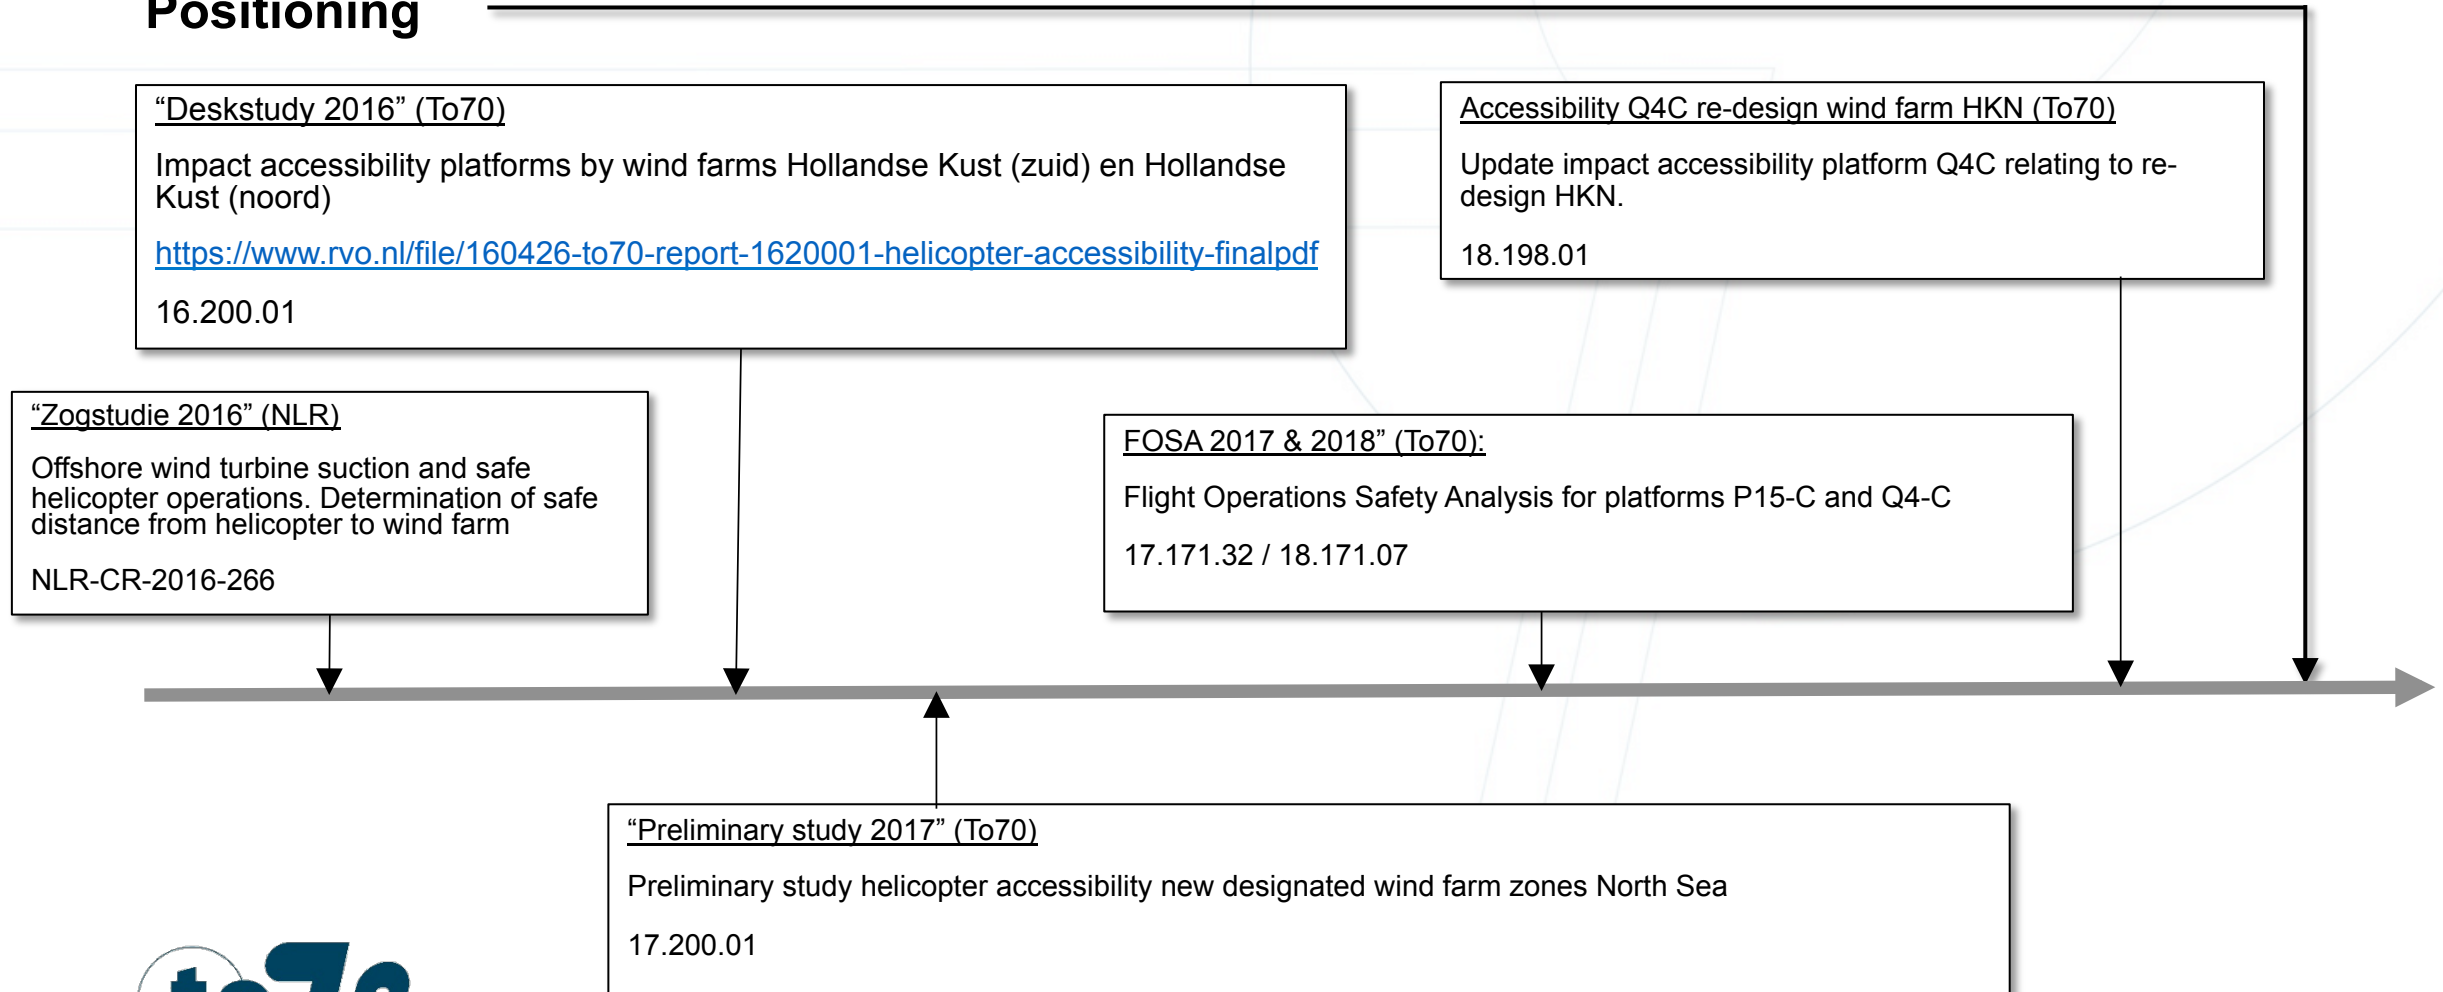 Positioning
“Deskstudy 2016” (To70)
Impact accessibility platforms by wind farms Hollandse Kust (zuid) en Hollandse
Kust (noord)
https://www.rvo.nl/file/160426-to70-report-1620001-helicopter-accessibility-finalpdf
16.200.01
Accessibility Q4C re-design wind farm HKN (To70)
Update impact accessibility platform Q4C relating to re-
design HKN.
18.198.01
“Zogstudie 2016” (NLR)
Offshore wind turbine suction and safe
helicopter operations. Determination of safe
distance from helicopter to wind farm
NLR-CR-2016-266
FOSA 2017 & 2018” (To70):
Flight Operations Safety Analysis for platforms P15-C and Q4-C
17.171.32 / 18.171.07
“Preliminary study 2017” (To70)
Preliminary study helicopter accessibility new designated wind farm zones North Sea
17.200.01
to70